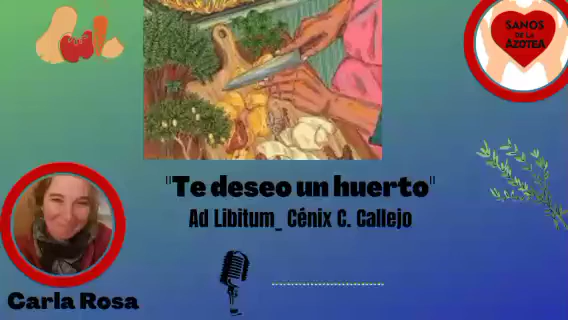 SANOS
DE LA
AZOTEA
"Te deseo un huerto"
Ad Libitum_ Cénix C. Callejo
Carla Rosa